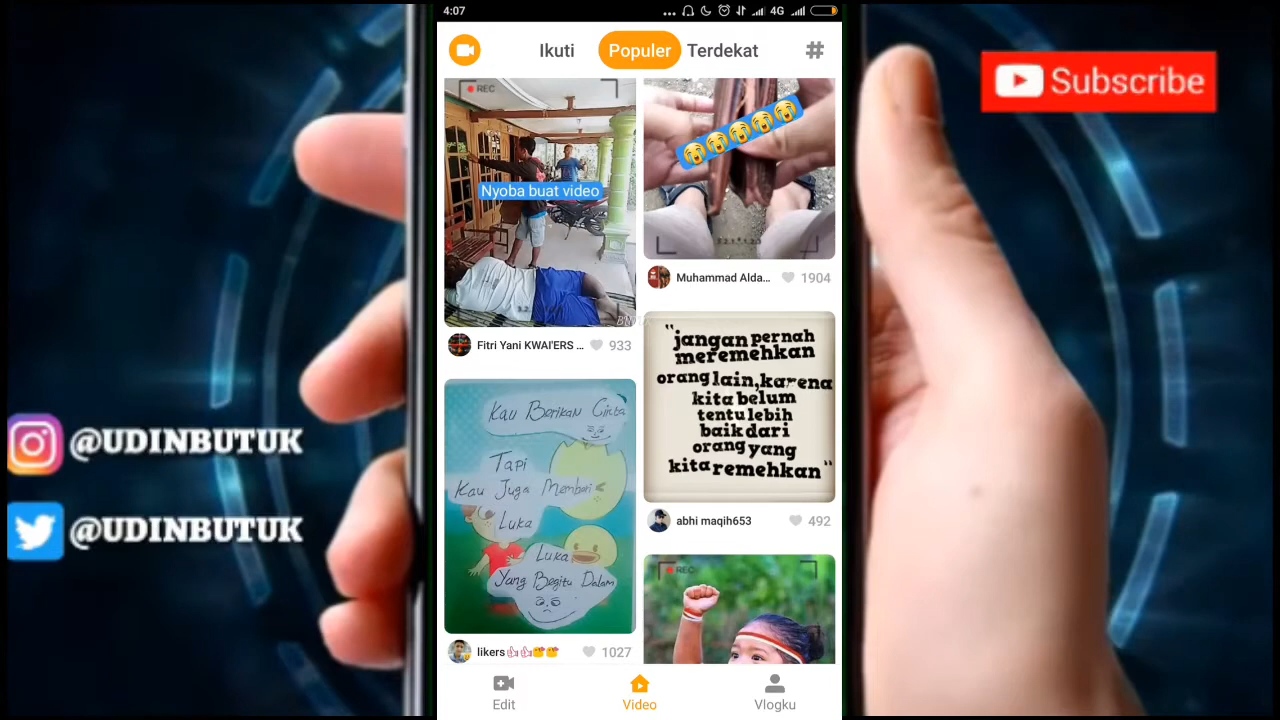 4:07
4G
Ikuti
Populer
Terdekat
#
Subscribe
REC
Nyoba buat video
Fitri Yani KWAI'ERS ...
933
Muhammad Alda...
1904
Kau Berikan Cinta
Tapi
Kau Juga Memberi
Luka
Luka
Yang Begitu Dalam
likers
1027
"jangan pernah
meremehkan
orang lain,karena
kita belum
tentu lebih
baik dari
orang yang
kita remehkan"
abhi maqih653
492
REC
@UDINBUTUK
@UDINBUTUK
Edit
Video
Vlogku